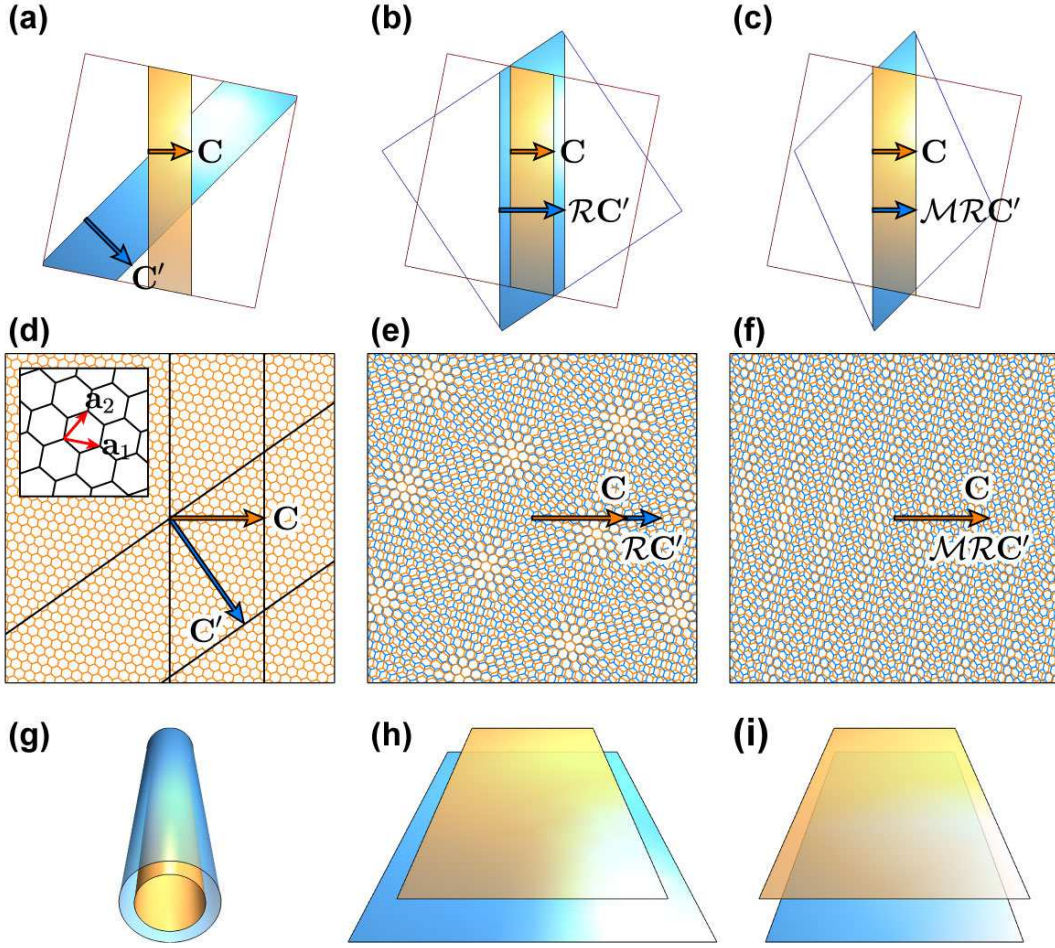 (a)
(b)
(c)
C
C′
C
ℛC′
C
ℳℛC′
(d)
(e)
(f)
a₂
a₁
C
C′
C
ℛC′
C
ℳℛC′
(g)
(h)
(i)